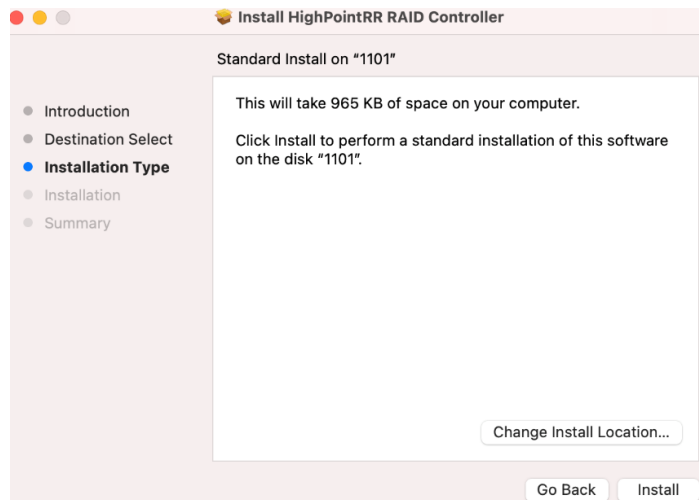 Install HighPointRR RAID Controller
Standard Install on “1101”
Introduction
Destination Select
Installation Type
Installation
Summary
This will take 965 KB of space on your computer.
Click Install to perform a standard installation of this software
on the disk “1101”.
Change Install Location...
Go Back
Install